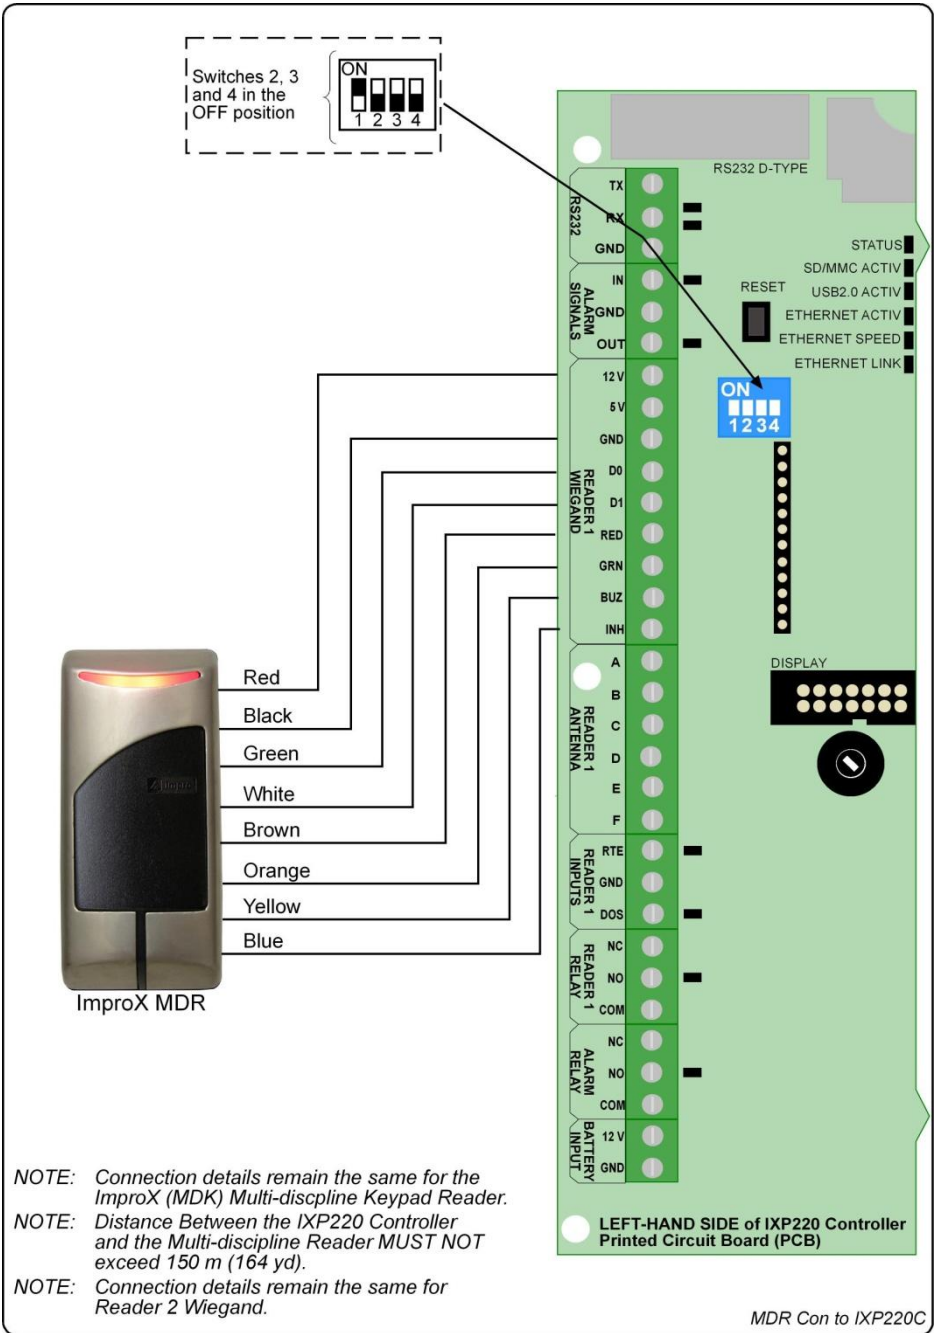 Switches 2, 3
and 4 in the
OFF position
ON
1 2 3 4
RS232 D-TYPE
RS232
TX
RX
GND
STATUS
SD/MMC ACTIV
USB2.0 ACTIV
ETHERNET ACTIV
ETHERNET SPEED
ETHERNET LINK
RESET
ON
1234
ALARM
SIGNALS
IN
GND
OUT
READER 1
WIEGAND
12 V
5 V
GND
D0
D1
RED
GRN
BUZ
INH
READER 1
ANTENNA
A
B
C
D
E
F
DISPLAY
READER 1
INPUTS
RTE
GND
DOS
READER 1
RELAY
NC
NO
COM
ALARM
RELAY
NC
NO
COM
BATTERY
INPUT
12 V
GND
Red
Black
Green
White
Brown
Orange
Yellow
Blue
impro
ImproX MDR
NOTE: Connection details remain the same for the
ImproX (MDK) Multi-discpline Keypad Reader.
NOTE: Distance Between the IXP220 Controller
and the Multi-discipline Reader MUST NOT
exceed 150 m (164 yd).
NOTE: Connection details remain the same for
Reader 2 Wiegand.
LEFT-HAND SIDE of IXP220 Controller
Printed Circuit Board (PCB)
MDR Con to IXP220C